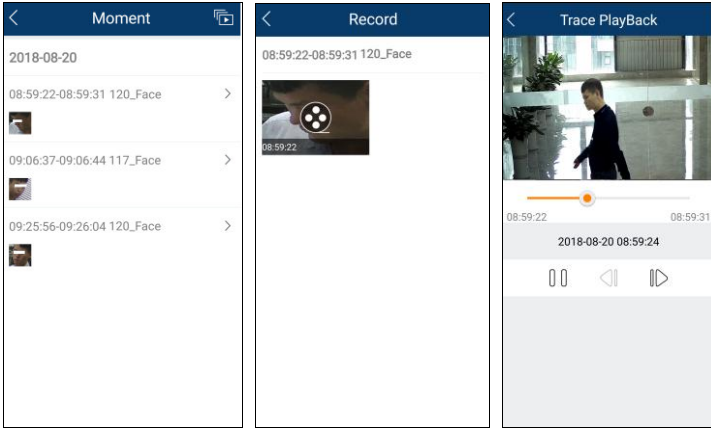 Moment
2018-08-20
08:59:22-08:59:31 120_Face
09:06:37-09:06:44 117_Face
09:25:56-09:26:04 120_Face
Record
08:59:22-08:59:31 120_Face
08:59:22
Trace PlayBack
08:59:22
08:59:31
2018-08-20 08:59:24